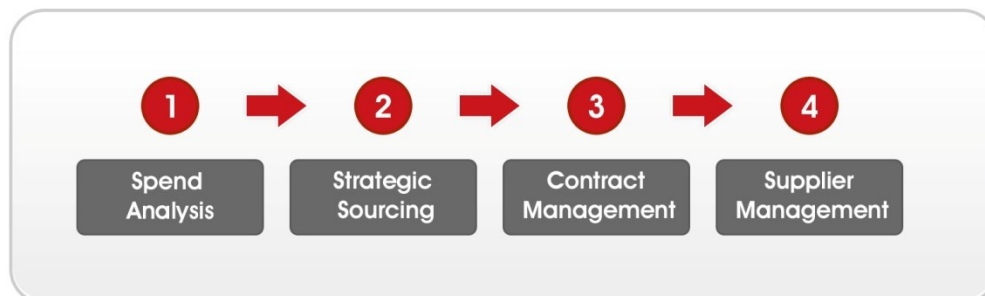 1
2
3
4
Spend
Analysis
Strategic
Sourcing
Contract
Management
Supplier
Management